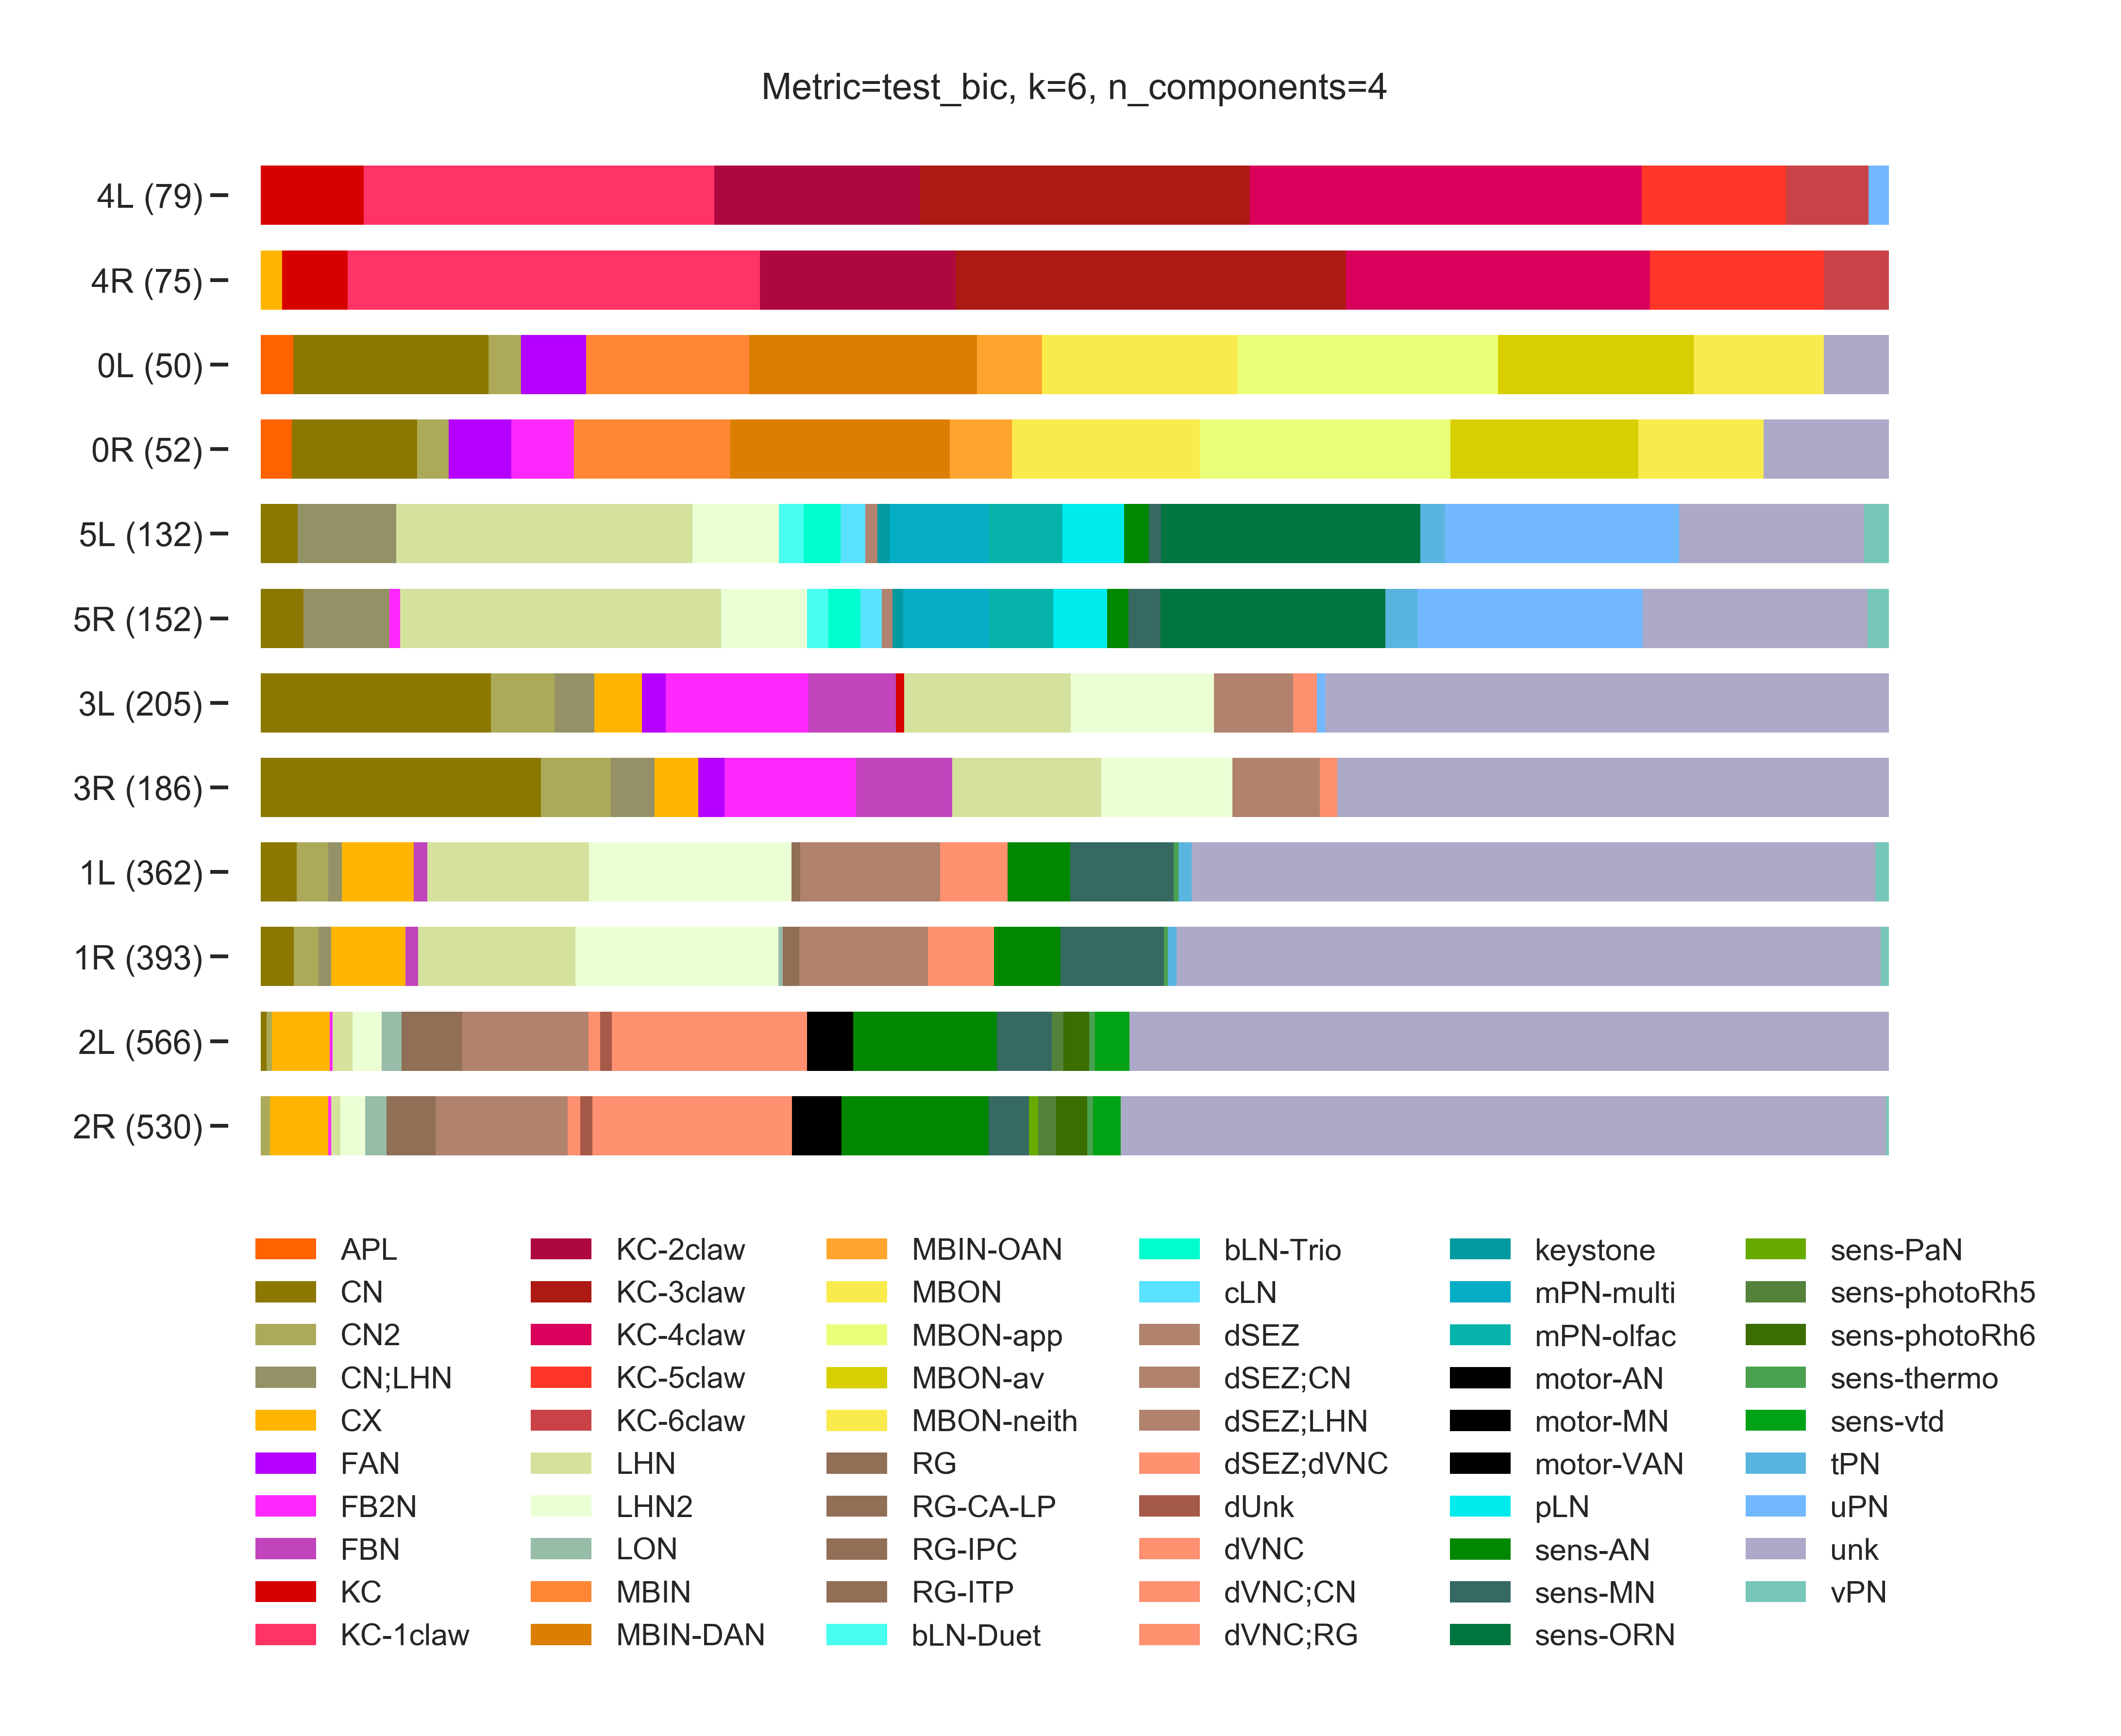 Metric=test_bic, k=6, n_components=4
4L (79)
4R (75)
0L (50)
0R (52)
5L (132)
5R (152)
3L (205)
3R (186)
1L (362)
1R (393)
2L (566)
2R (530)
APL
CN
CN2
CN;LHN
CX
FAN
FB2N
FBN
KC
KC-1claw
KC-2claw
KC-3claw
KC-4claw
KC-5claw
KC-6claw
LHN
LHN2
LON
MBIN
MBIN-DAN
MBIN-OAN
MBON
MBON-app
MBON-av
MBON-neith
RG
RG-CA-LP
RG-IPC
RG-ITP
bLN-Duet
bLN-Trio
cLN
dSEZ
dSEZ;CN
dSEZ;LHN
dSEZ;dVNC
dUnk
dVNC
dVNC;CN
dVNC;RG
keystone
mPN-multi
mPN-olfac
motor-AN
motor-MN
motor-VAN
pLN
sens-AN
sens-MN
sens-ORN
sens-PaN
sens-photoRh5
sens-photoRh6
sens-thermo
sens-vtd
tPN
uPN
unk
vPN